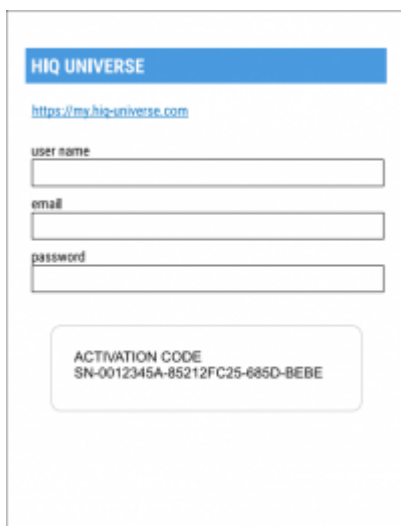 HIQ UNIVERSE
https://my.hiq-universe.com
user name
email
password
ACTIVATION CODE
SN-0012345A-85212FC25-685D-BEBE